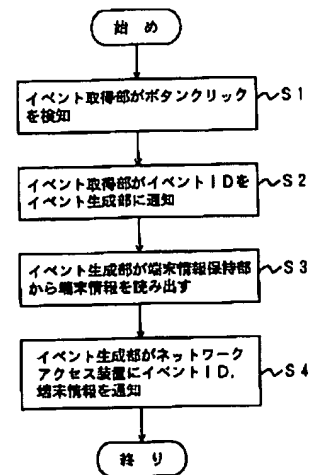 始 め
イベント取得部がボタンクリック
を検知
S1
イベント取得部がイベントIDを
イベント生成部に通知
S2
イベント生成部が端末情報保持部
から端末情報を読み出す
S3
イベント生成部がネットワーク
アクセス装置にイベントID,
端末情報を通知
S4
終 り